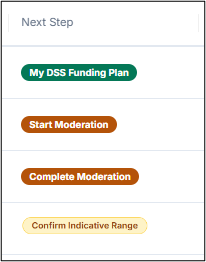 Next Step
My DSS Funding Plan
Start Moderation
Complete Moderation
Confirm Indicative Range